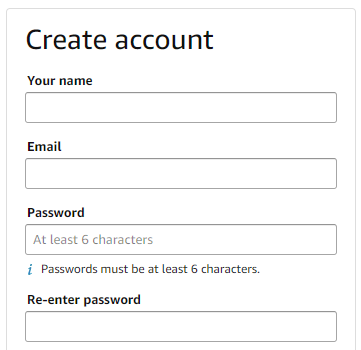 Create account
Your name
Email
Password
At least 6 characters
i Passwords must be at least 6 characters.
Re-enter password